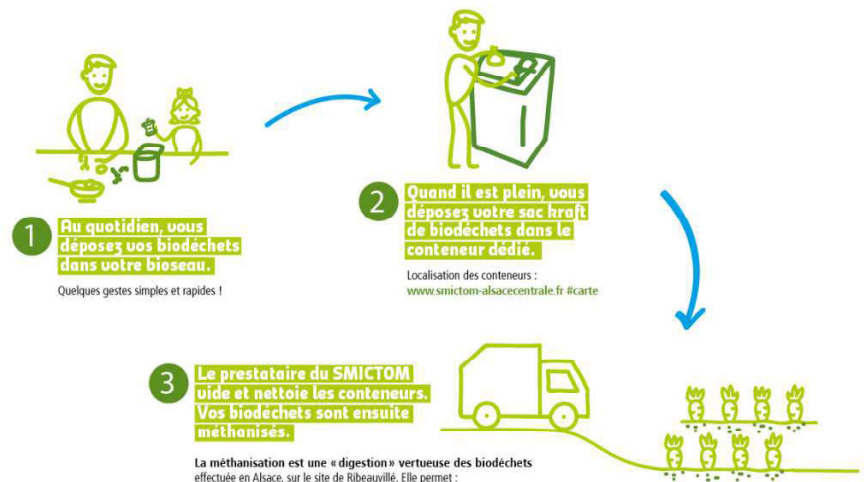 1
Au quotidien, vous
déposez vos biodéchets
dans votre bioseau.
Quelques gestes simples et rapides !
2
Quand il est plein, vous
déposez votre sac kraft
de biodéchets dans le
conteneur dédié.
Localisation des conteneurs :
www.smictom-alsacecentrale.fr #carte
3
Le prestataire du SMICTOM
vide et nettoie les conteneurs.
Vos biodéchets sont ensuite
méthanisés.
La méthanisation est une « digestion » vertueuse des biodéchets
effectuée en Alsace, sur le site de Ribeauvillé. Elle permet :